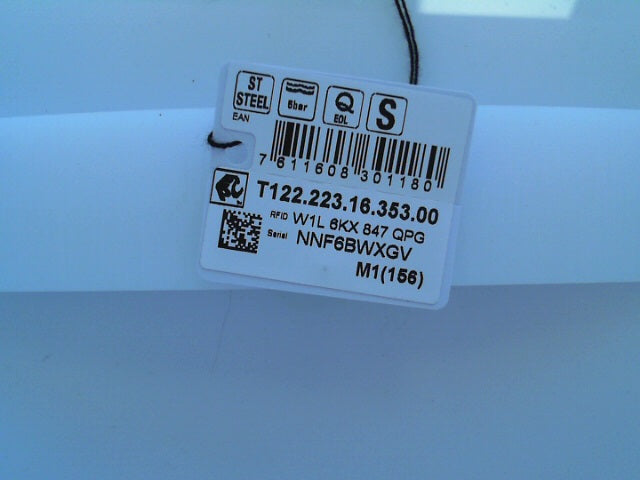 ST STEEL
6bar
Q EOL
S
EAN
7 611608 301180
T122.223.16.353.00
RFID W1L 6KX 847 QPG
Serial NNF6BWXGV
M1(156)